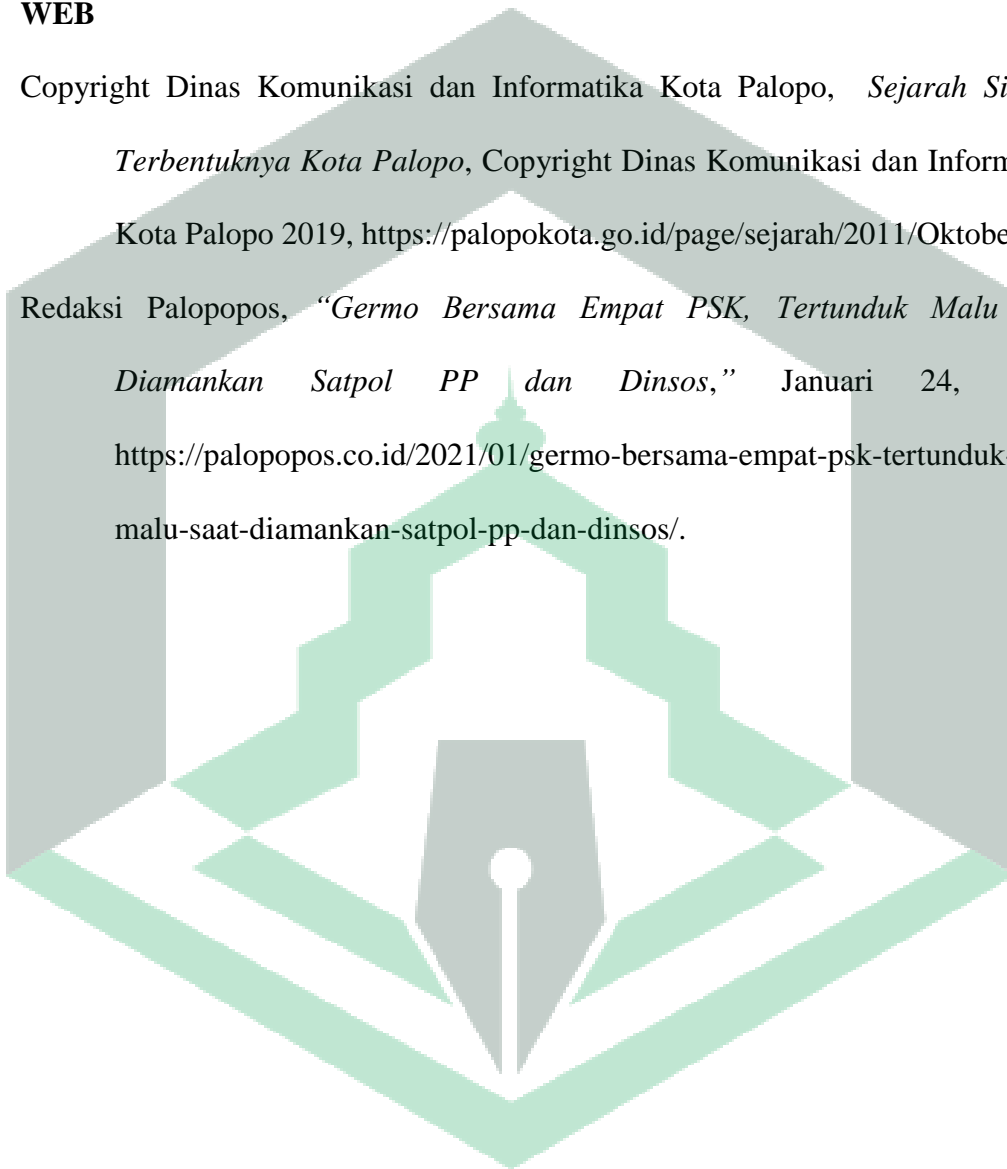 WEB
Copyright Dinas Komunikasi dan Informatika Kota Palopo, Sejarah Si
Terbentuknya Kota Palopo, Copyright Dinas Komunikasi dan Inform
Kota Palopo 2019, https://palopokota.go.id/page/sejarah/2011/Oktobe
Redaksi Palopopos, “Germo Bersama Empat PSK, Tertunduk Malu
Diamankan Satpol PP dan Dinsos,” Januari 24,
https://palopopos.co.id/2021/01/germo-bersama-empat-psk-tertunduk-
malu-saat-diamankan-satpol-pp-dan-dinsos/.